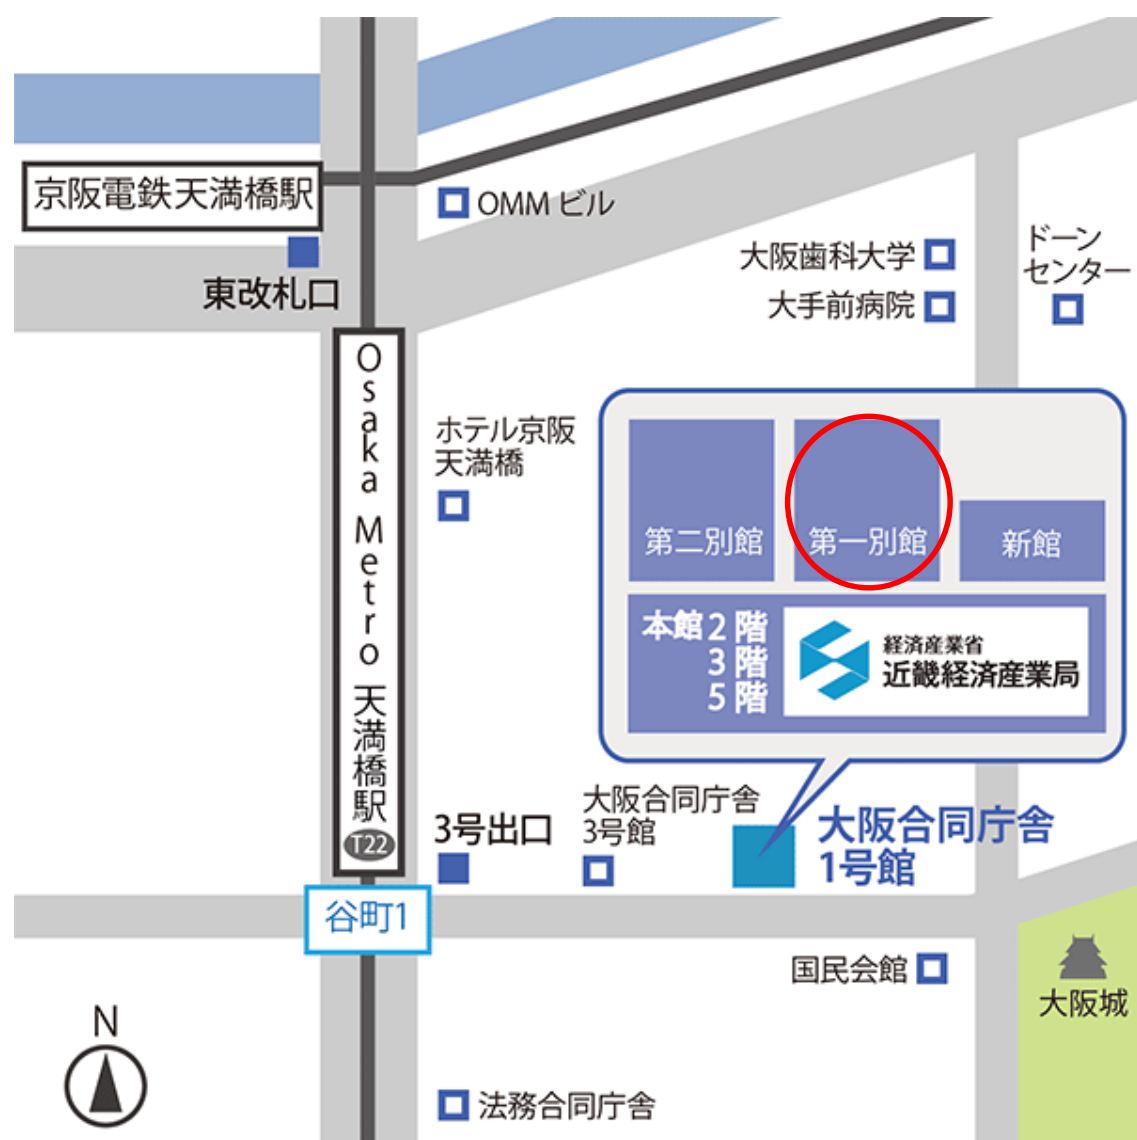 京阪電鉄天満橋駅
OMM ビル
東改札口
大阪歯科大学
大手前病院
ドーン
センター
Osaka Metro 天満橋駅
T22
ホテル京阪
天満橋
第二別館
第一別館
新館
本館 2 階
3 階
5 階
経済産業省
近畿経済産業局
3号出口
大阪合同庁舎
3号館
大阪合同庁舎
1号館
谷町1
国民会館
大阪城
N
法務合同庁舎